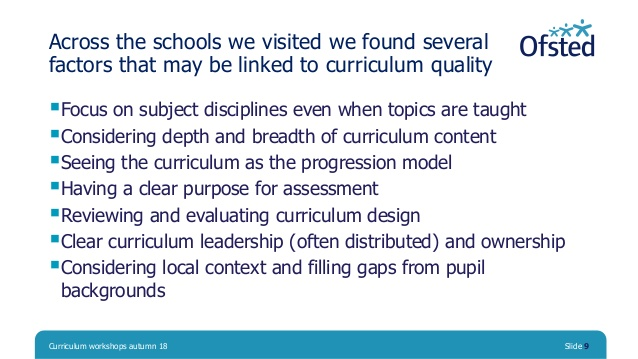 Across the schools we visited we found several
factors that may be linked to curriculum quality
Ofsted
▪Focus on subject disciplines even when topics are taught
▪Considering depth and breadth of curriculum content
▪Seeing the curriculum as the progression model
▪Having a clear purpose for assessment
▪Reviewing and evaluating curriculum design
▪Clear curriculum leadership (often distributed) and ownership
▪Considering local context and filling gaps from pupil
backgrounds
Curriculum workshops autumn 18
Slide 9